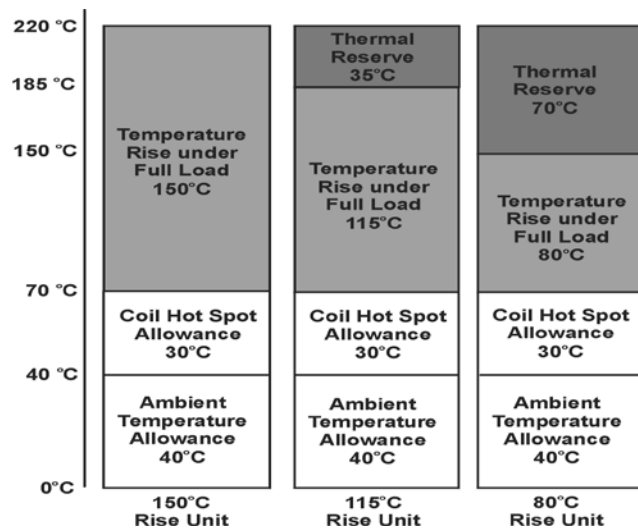 220 °C
185 °C
150 °C
70 °C
40 °C
0°C
Temperature
Rise under
Full Load
150°C
Coil Hot Spot
Allowance
30°C
Ambient
Temperature
Allowance
40°C
150°C
Rise Unit
Thermal
Reserve
35°C
Temperature
Rise under
Full Load
115°C
Coil Hot Spot
Allowance
30°C
Ambient
Temperature
Allowance
40°C
115°C
Rise Unit
Thermal
Reserve
70°C
Temperature
Rise under
Full Load
80°C
Coil Hot Spot
Allowance
30°C
Ambient
Temperature
Allowance
40°C
80°C
Rise Unit